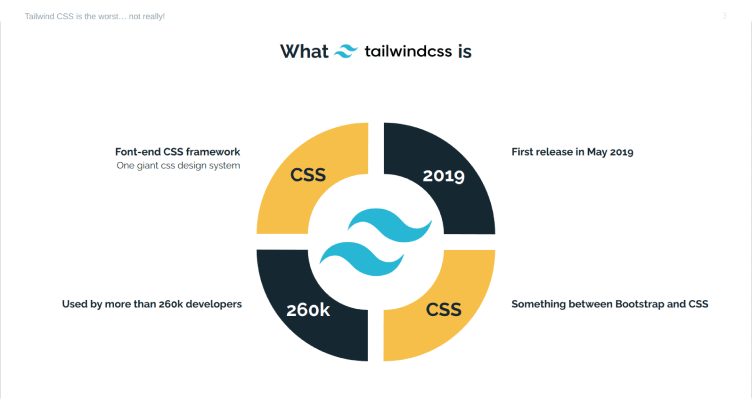 Tailwind CSS is the worst… not really!
3
What tailwindcss is
Font-end CSS framework
One giant css design system
CSS
2019
First release in May 2019
Used by more than 260k developers
260k
CSS
Something between Bootstrap and CSS